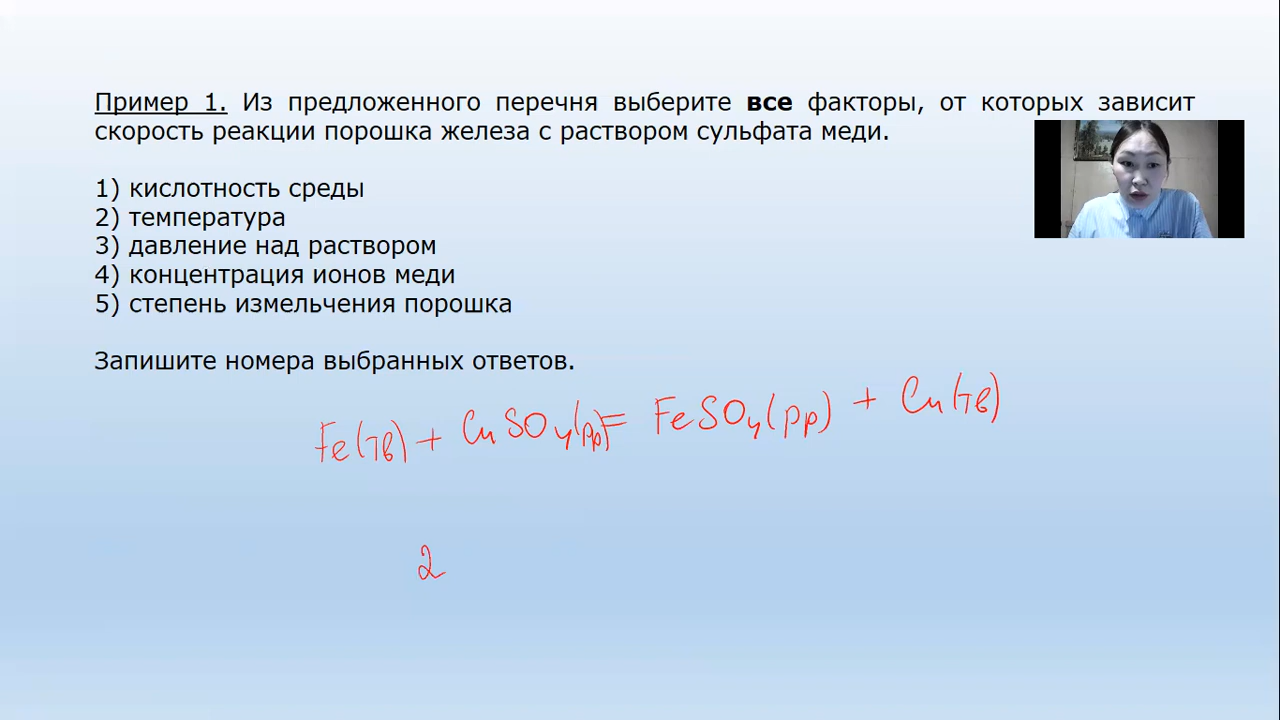 Пример 1. Из предложенного перечня выберите все факторы, от которых зависит
скорость реакции порошка железа с раствором сульфата меди.
1) кислотность среды
2) температура
3) давление над раствором
4) концентрация ионов меди
5) степень измельчения порошка
Запишите номера выбранных ответов.
Fe(тв) + CuSO4(рр) = FeSO4(рр) + Cu(тв)
2